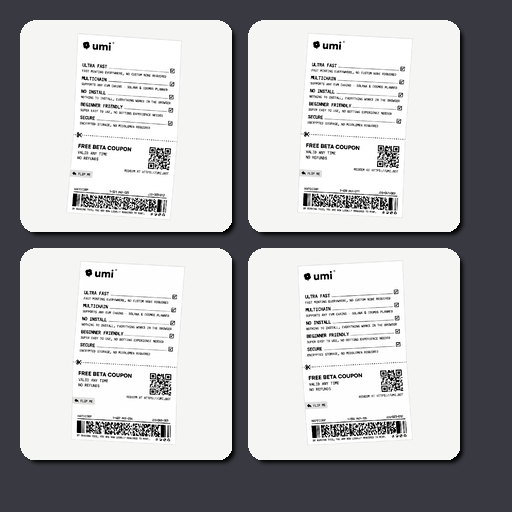 umi
ULTRA FAST
FAST MINTING EVERYWHERE, NO CUSTOM NODE REQUIRED
MULTICHAIN
SUPPORTS ANY EVM CHAINS SOLANA & COSMOS PLANNED
NO INSTALL
NOTHING TO INSTALL, EVERYTHING WORKS IN THE BROWSER
BEGINNER FRIENDLY
SUPER EASY TO USE, NO BOTTING EXPERIENCE NEEDED
SECURE
ENCRYPTED STORAGE, NO MIDDLEMEN REQUIRED
FREE BETA COUPON
VALID ANY TIME
NO REFUNDS
REDEEM AT HTTPS://UMI.BOT
FLIP ME
umi
ULTRA FAST
FAST MINTING EVERYWHERE, NO CUSTOM NODE REQUIRED
MULTICHAIN
SUPPORTS ANY EVM CHAINS SOLANA & COSMOS PLANNED
NO INSTALL
NOTHING TO INSTALL, EVERYTHING WORKS IN THE BROWSER
BEGINNER FRIENDLY
SUPER EASY TO USE, NO BOTTING EXPERIENCE NEEDED
SECURE
ENCRYPTED STORAGE, NO MIDDLEMEN REQUIRED
FREE BETA COUPON
VALID ANY TIME
NO REFUNDS
REDEEM AT HTTPS://UMI.BOT
FLIP ME
umi
ULTRA FAST
FAST MINTING EVERYWHERE, NO CUSTOM NODE REQUIRED
MULTICHAIN
SUPPORTS ANY EVM CHAINS SOLANA & COSMOS PLANNED
NO INSTALL
NOTHING TO INSTALL, EVERYTHING WORKS IN THE BROWSER
BEGINNER FRIENDLY
SUPER EASY TO USE, NO BOTTING EXPERIENCE NEEDED
SECURE
ENCRYPTED STORAGE, NO MIDDLEMEN REQUIRED
FREE BETA COUPON
VALID ANY TIME
NO REFUNDS
REDEEM AT HTTPS://UMI.BOT
FLIP ME
umi
ULTRA FAST
FAST MINTING EVERYWHERE, NO CUSTOM NODE REQUIRED
MULTICHAIN
SUPPORTS ANY EVM CHAINS SOLANA & COSMOS PLANNED
NO INSTALL
NOTHING TO INSTALL, EVERYTHING WORKS IN THE BROWSER
BEGINNER FRIENDLY
SUPER EASY TO USE, NO BOTTING EXPERIENCE NEEDED
SECURE
ENCRYPTED STORAGE, NO MIDDLEMEN REQUIRED
FREE BETA COUPON
VALID ANY TIME
NO REFUNDS
REDEEM AT HTTPS://UMI.BOT
FLIP ME